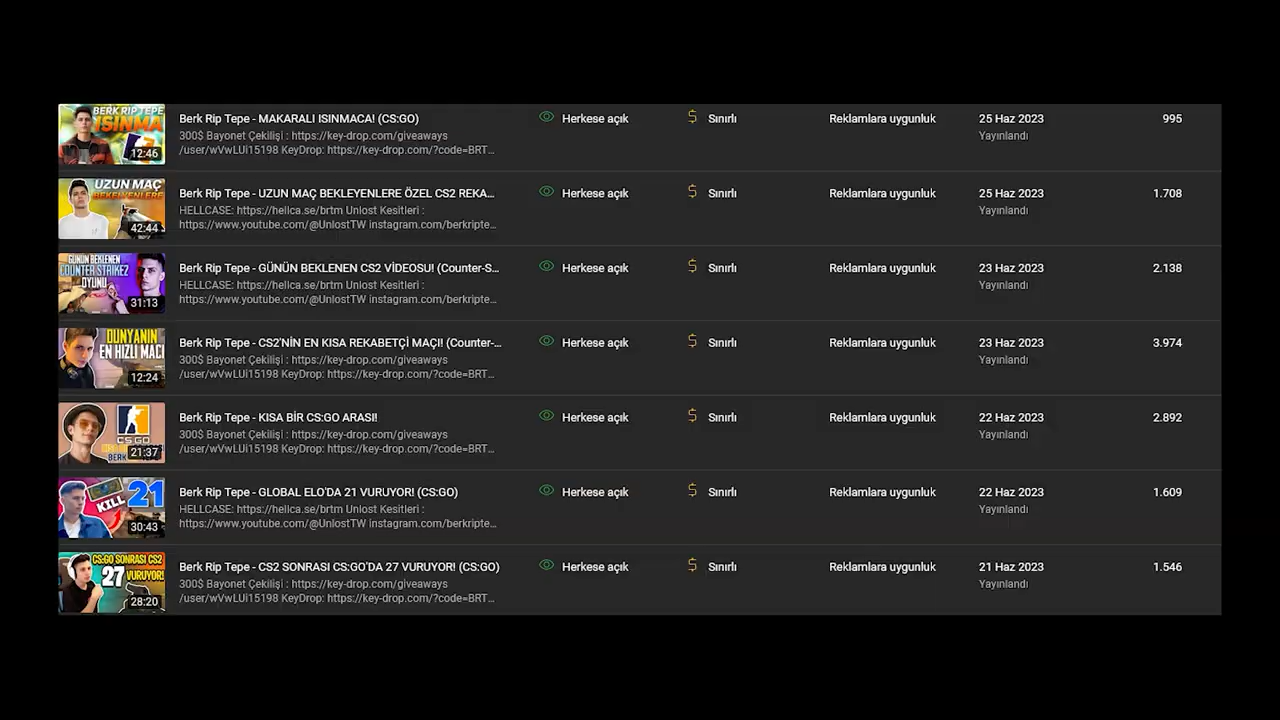 BERK RIP TEPE
ISINMA
12:46
Berk Rip Tepe - MAKARALI ISINMACA! (CS:GO)
300$ Bayonet Çekilişi : https://key-drop.com/giveaways
/user/wVwLUi15198 KeyDrop: https://key-drop.com/?code=BRT...
Herkese açık
$ Sınırlı
Reklamlara uygunluk
25 Haz 2023
Yayınlandı
995
UZUN MAÇ
BEKLEYENLERE
42:44
Berk Rip Tepe - UZUN MAÇ BEKLEYENLERE ÖZEL CS2 REKA...
HELLCASE: https://hellca.se/brtm Unlost Kesitleri :
https://www.youtube.com/@UnlostTW instagram.com/berkripte...
Herkese açık
$ Sınırlı
Reklamlara uygunluk
25 Haz 2023
Yayınlandı
1.708
GÜNÜN BEKLENEN
COUNTER STRIKE2
OYUNU
31:13
Berk Rip Tepe - GÜNÜN BEKLENEN CS2 VİDEOSU! (Counter-S...
HELLCASE: https://hellca.se/brtm Unlost Kesitleri :
https://www.youtube.com/@UnlostTW instagram.com/berkripte...
Herkese açık
$ Sınırlı
Reklamlara uygunluk
23 Haz 2023
Yayınlandı
2.138
DÜNYANIN
EN HIZLI MAÇI
12:24
Berk Rip Tepe - CS2'NİN EN KISA REKABETÇİ MAÇI! (Counter-...
300$ Bayonet Çekilişi : https://key-drop.com/giveaways
/user/wVwLUi15198 KeyDrop: https://key-drop.com/?code=BRT...
Herkese açık
$ Sınırlı
Reklamlara uygunluk
23 Haz 2023
Yayınlandı
3.974
CS GO
21:37
Berk Rip Tepe - KISA BİR CS:GO ARASI!
300$ Bayonet Çekilişi : https://key-drop.com/giveaways
/user/wVwLUi15198 KeyDrop: https://key-drop.com/?code=BRT...
Herkese açık
$ Sınırlı
Reklamlara uygunluk
22 Haz 2023
Yayınlandı
2.892
21
KILL
30:43
Berk Rip Tepe - GLOBAL ELO'DA 21 VURUYOR! (CS:GO)
HELLCASE: https://hellca.se/brtm Unlost Kesitleri :
https://www.youtube.com/@UnlostTW instagram.com/berkripte...
Herkese açık
$ Sınırlı
Reklamlara uygunluk
22 Haz 2023
Yayınlandı
1.609
CS:GO SONRASI CS2
27 VURUYOR!
28:20
Berk Rip Tepe - CS2 SONRASI CS:GO'DA 27 VURUYOR! (CS:GO)
300$ Bayonet Çekilişi : https://key-drop.com/giveaways
/user/wVwLUi15198 KeyDrop: https://key-drop.com/?code=BRT...
Herkese açık
$ Sınırlı
Reklamlara uygunluk
21 Haz 2023
Yayınlandı
1.546